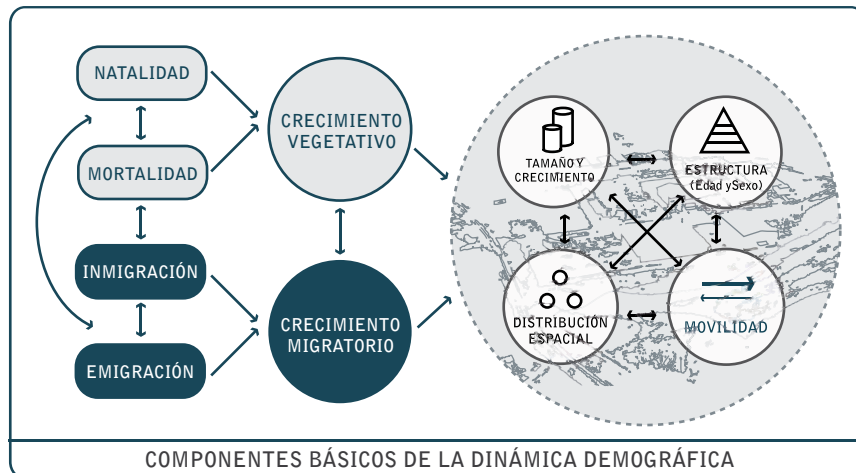 NATALIDAD
MORTALIDAD
INMIGRACIÓN
EMIGRACIÓN
CRECIMIENTO
VEGETATIVO
CRECIMIENTO
MIGRATORIO
TAMAÑO Y
CRECIMIENTO
ESTRUCTURA
(Edad ySexo)
DISTRIBUCIÓN
ESPACIAL
MOVILIDAD
COMPONENTES BÁSICOS DE LA DINÁMICA DEMOGRÁFICA